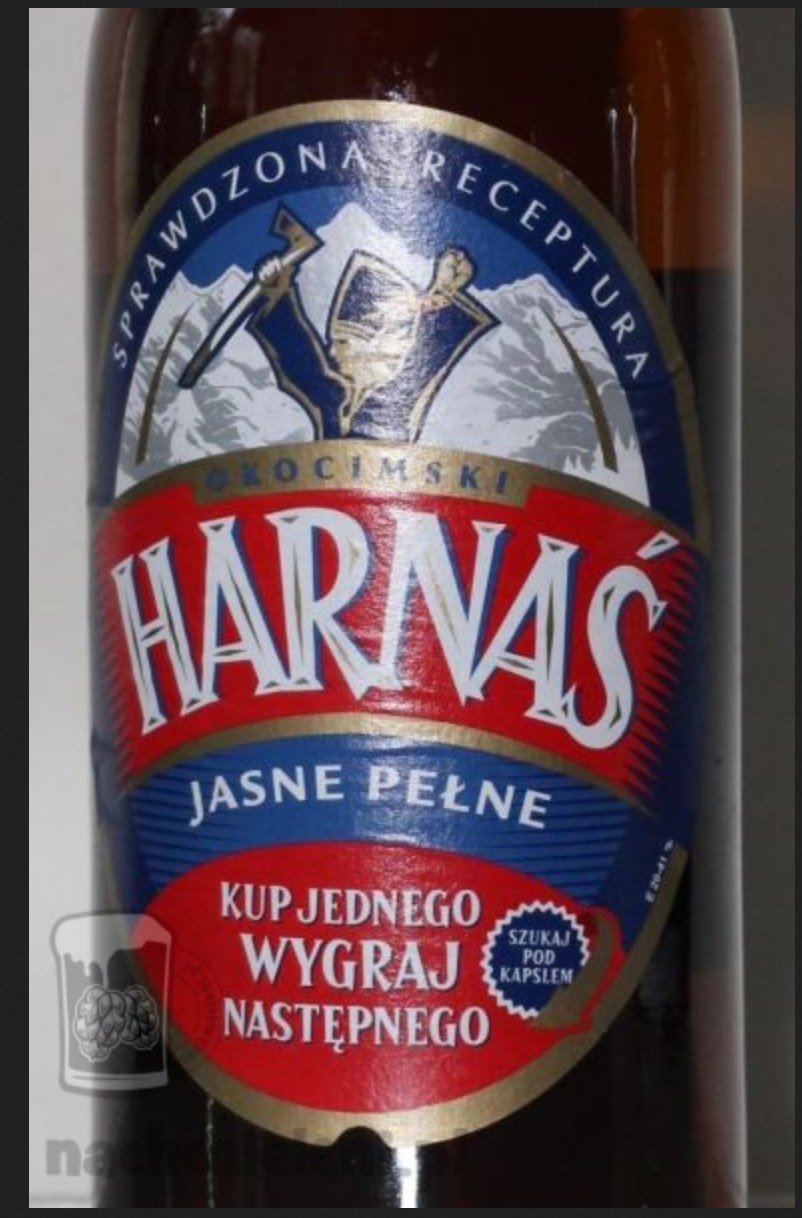 SPRAWDZONA RECEPTURA
OKOCIMSKI
HARNAŚ
JASNE PEŁNE
KUP JEDNEGO
WYGRAJ
NASTĘPNEGO
SZUKAJ
POD
KAPSLEM